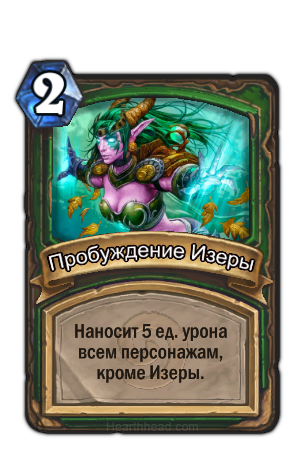 2
Пробуждение Изеры
Наносит 5 ед. урона
всем персонажам,
кроме Изеры.
Hearthhead.com